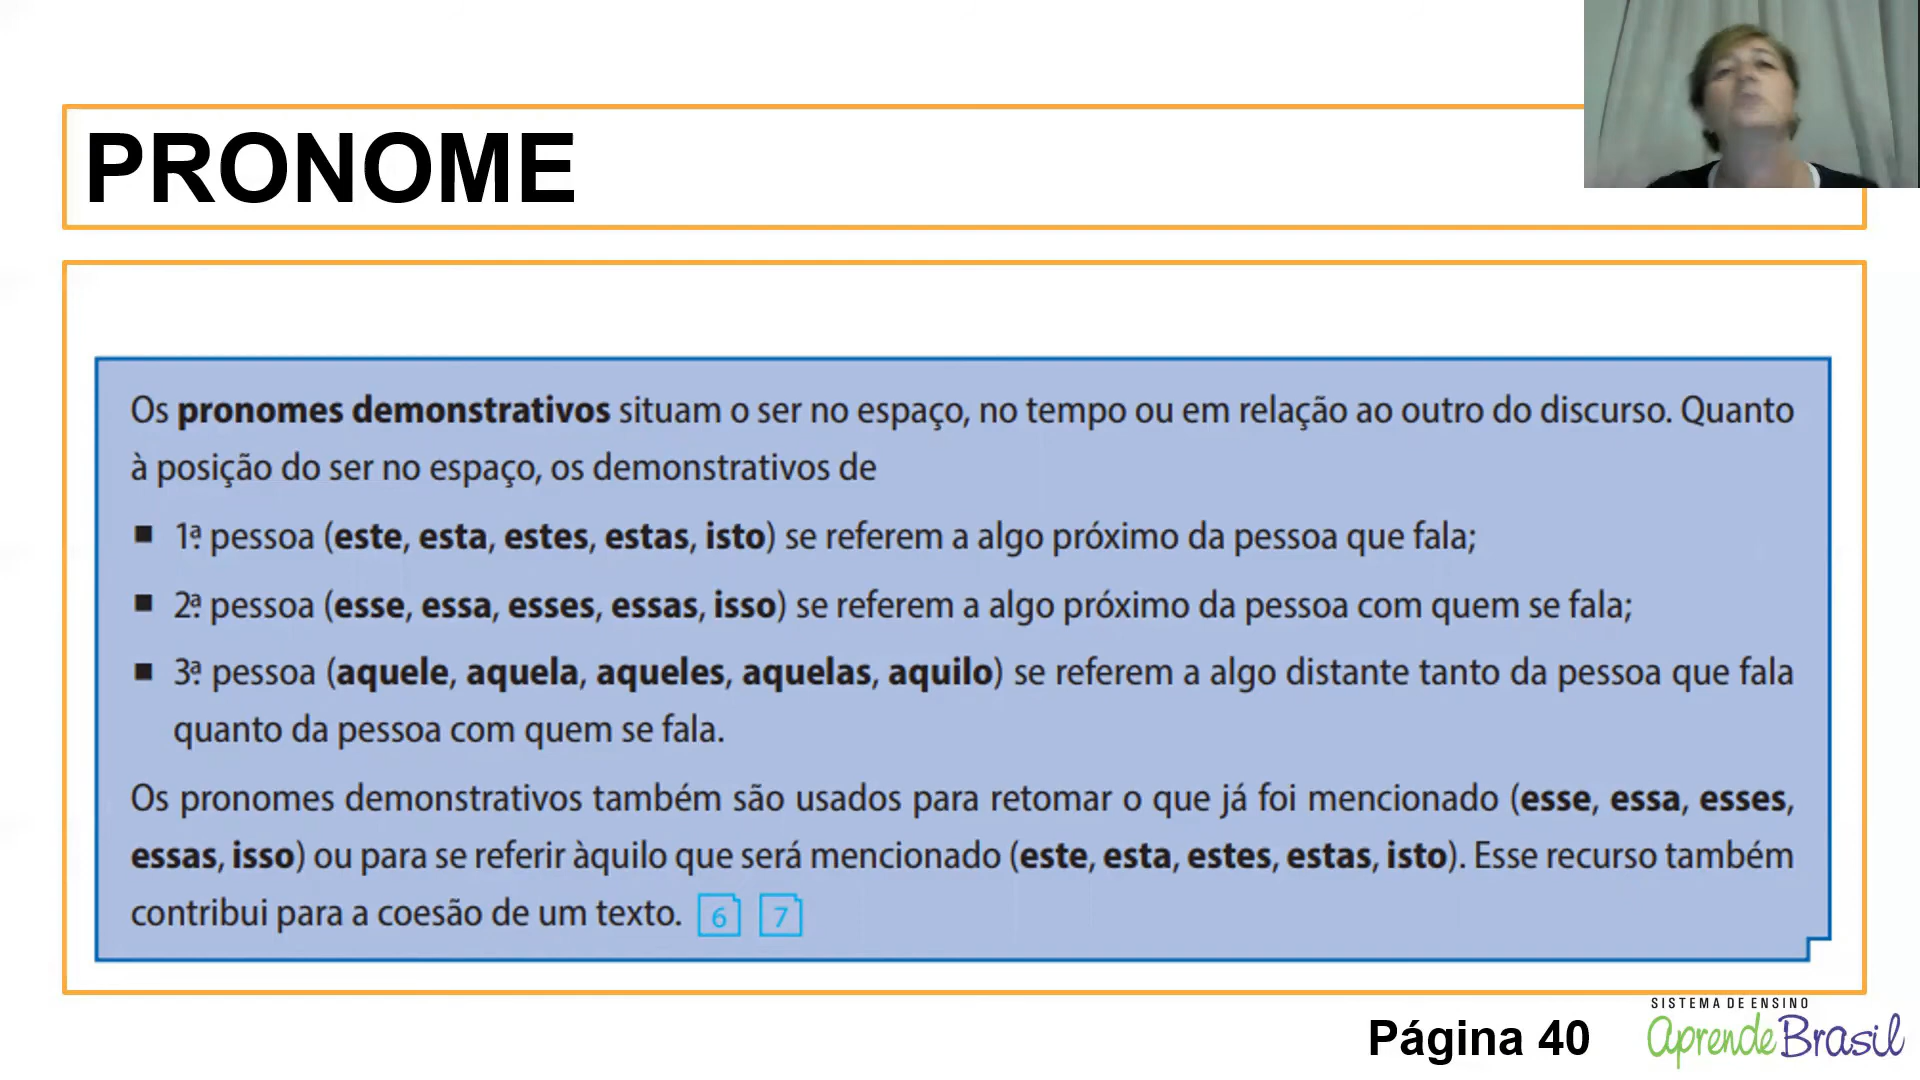 PRONOME
Os pronomes demonstrativos situam o ser no espaço, no tempo ou em relação ao outro do discurso. Quanto
à posição do ser no espaço, os demonstrativos de
■ 1ª. pessoa (este, esta, estes, estas, isto) se referem a algo próximo da pessoa que fala;
■ 2ª. pessoa (esse, essa, esses, essas, isso) se referem a algo próximo da pessoa com quem se fala;
■ 3ª. pessoa (aquele, aquela, aqueles, aquelas, aquilo) se referem a algo distante tanto da pessoa que fala
quanto da pessoa com quem se fala.
Os pronomes demonstrativos também são usados para retomar o que já foi mencionado (esse, essa, esses,
essas, isso) ou para se referir àquilo que será mencionado (este, esta, estes, estas, isto). Esse recurso também
contribui para a coesão de um texto. 6 7
Página 40
SISTEMA DE ENSINO
aprende Brasil